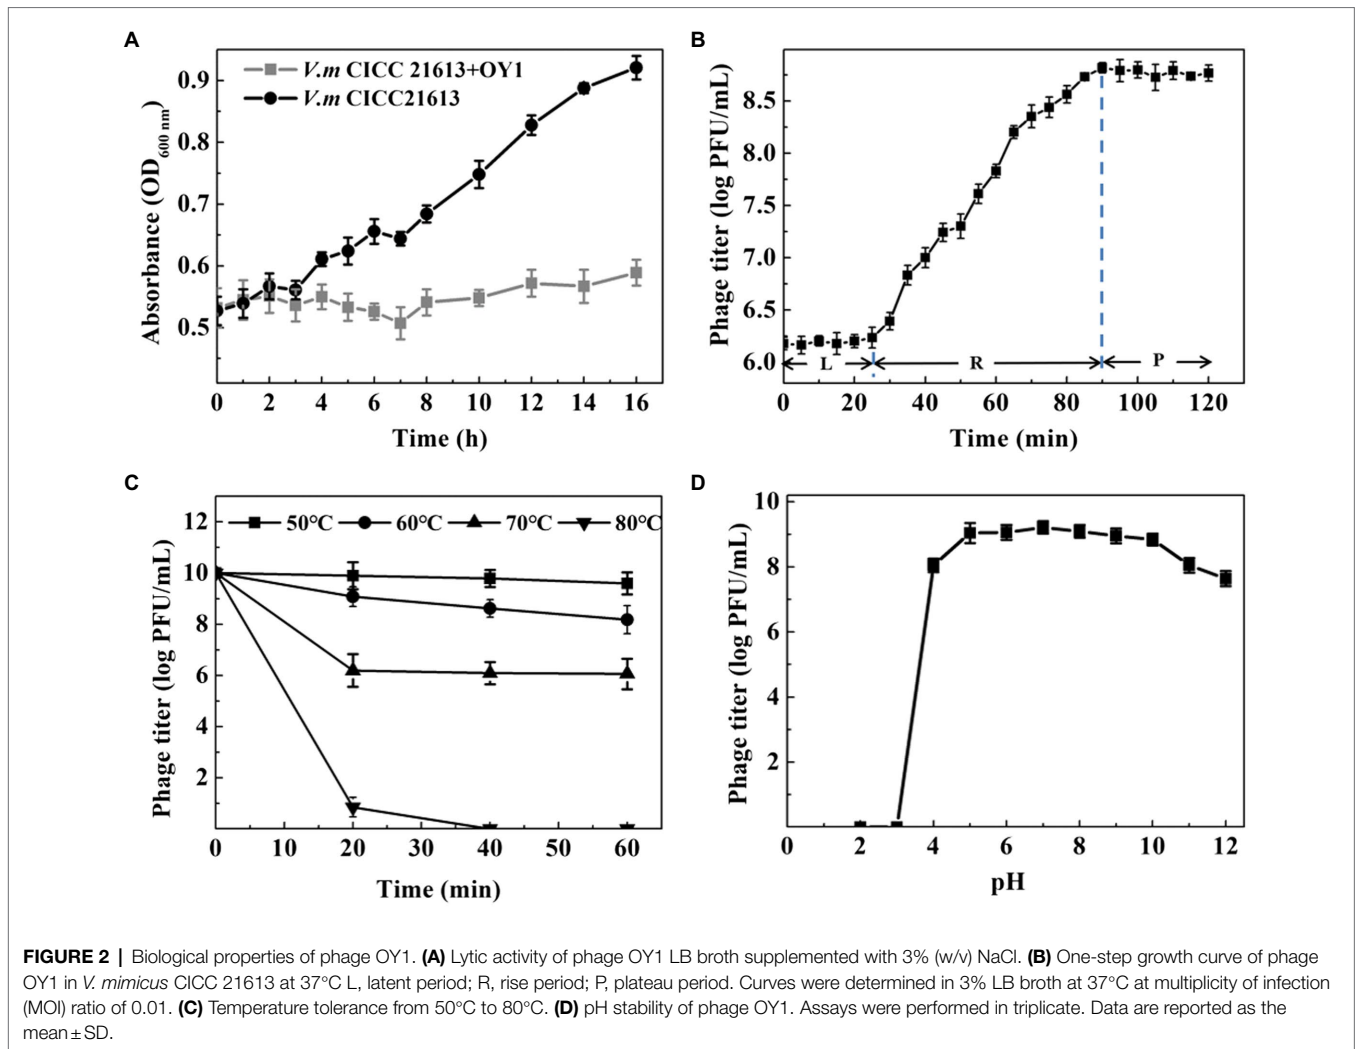 A
V.m CICC 21613+OY1
V.m CICC21613
Absorbance (OD600 nm)
0.9
0.8
0.7
0.6
0.5
0 2 4 6 8 10 12 14 16
Time (h)
B
Phage titer (log PFU/mL)
8.5
8.0
7.5
7.0
6.5
6.0
L R P
0 20 40 60 80 100 120
Time (min)
C
50°C 60°C 70°C 80°C
Phage titer (log PFU/mL)
12
10
8
6
4
2
0 10 20 30 40 50 60
Time (min)
D
Phage titer (log PFU/mL)
10
8
6
4
2
0 2 4 6 8 10 12
pH
FIGURE 2 | Biological properties of phage OY1. (A) Lytic activity of phage OY1 LB broth supplemented with 3% (w/v) NaCl. (B) One-step growth curve of phage
OY1 in V. mimicus CICC 21613 at 37°C L, latent period; R, rise period; P, plateau period. Curves were determined in 3% LB broth at 37°C at multiplicity of infection
(MOI) ratio of 0.01. (C) Temperature tolerance from 50°C to 80°C. (D) pH stability of phage OY1. Assays were performed in triplicate. Data are reported as the
mean ± SD.